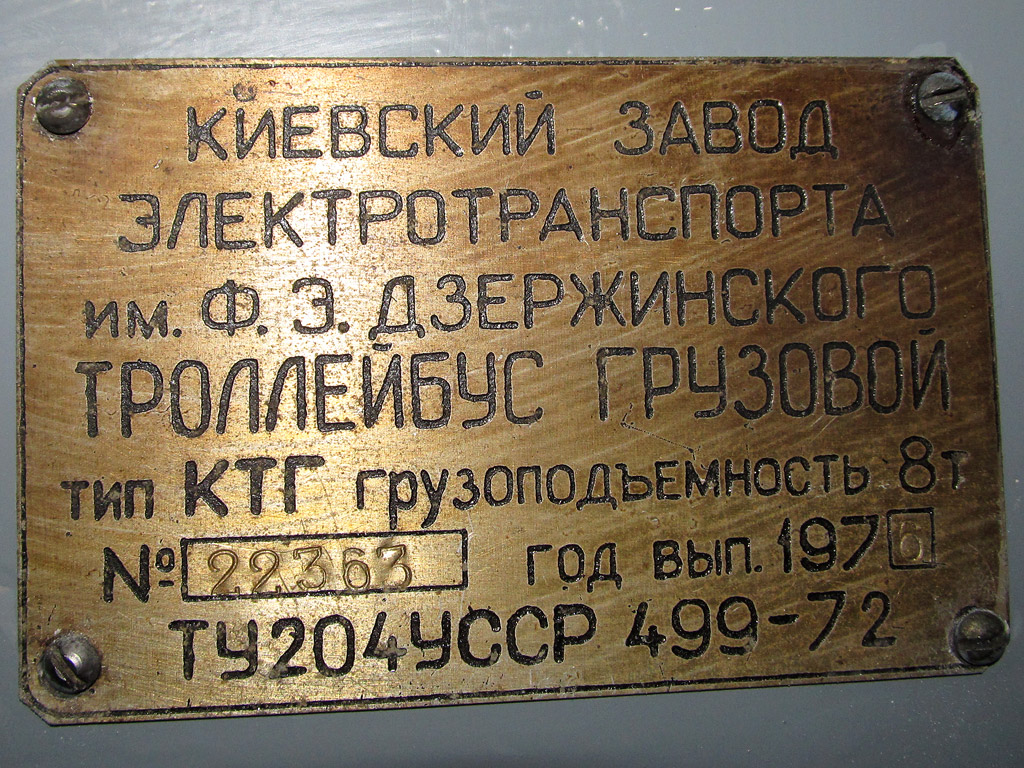 КИЕВСКИЙ ЗАВОД
ЭЛЕКТРОТРАНСПОРТА
им. Ф. Э. ДЗЕРЖИНСКОГО
ТРОЛЛЕЙБУС ГРУЗОВОЙ
тип КТГ грузоподъемность 8т
№ 22363 год вып. 1976
ТУ204УССР 499-72